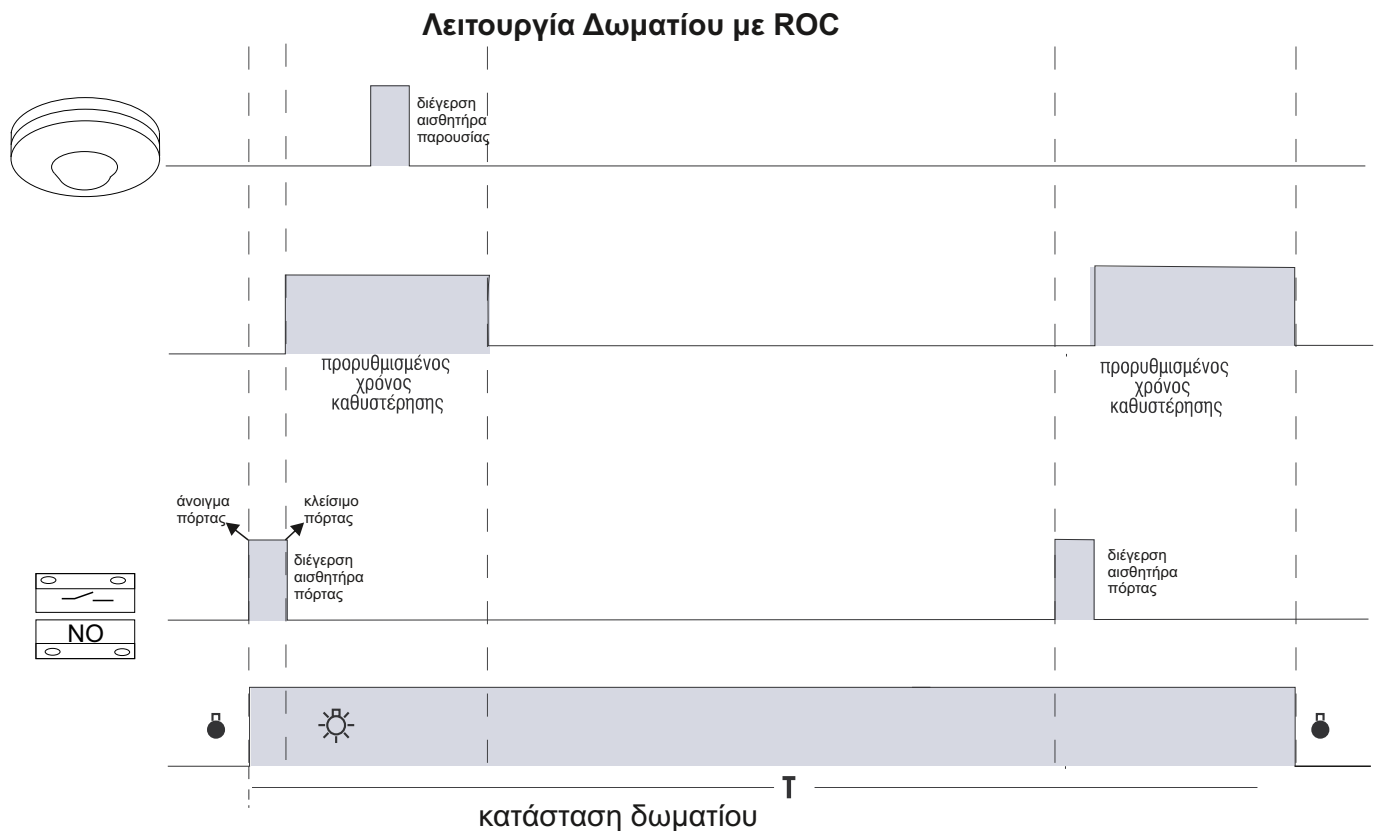 Λειτουργία Δωματίου με ROC
διέγερση
αισθητήρα
παρουσίας
προρυθμισμένος
χρόνος
καθυστέρησης
προρυθμισμένος
χρόνος
καθυστέρησης
άνοιγμα
πόρτας
κλείσιμο
πόρτας
διέγερση
αισθητήρα
πόρτας
διέγερση
αισθητήρα
πόρτας
NO
T
κατάσταση δωματίου